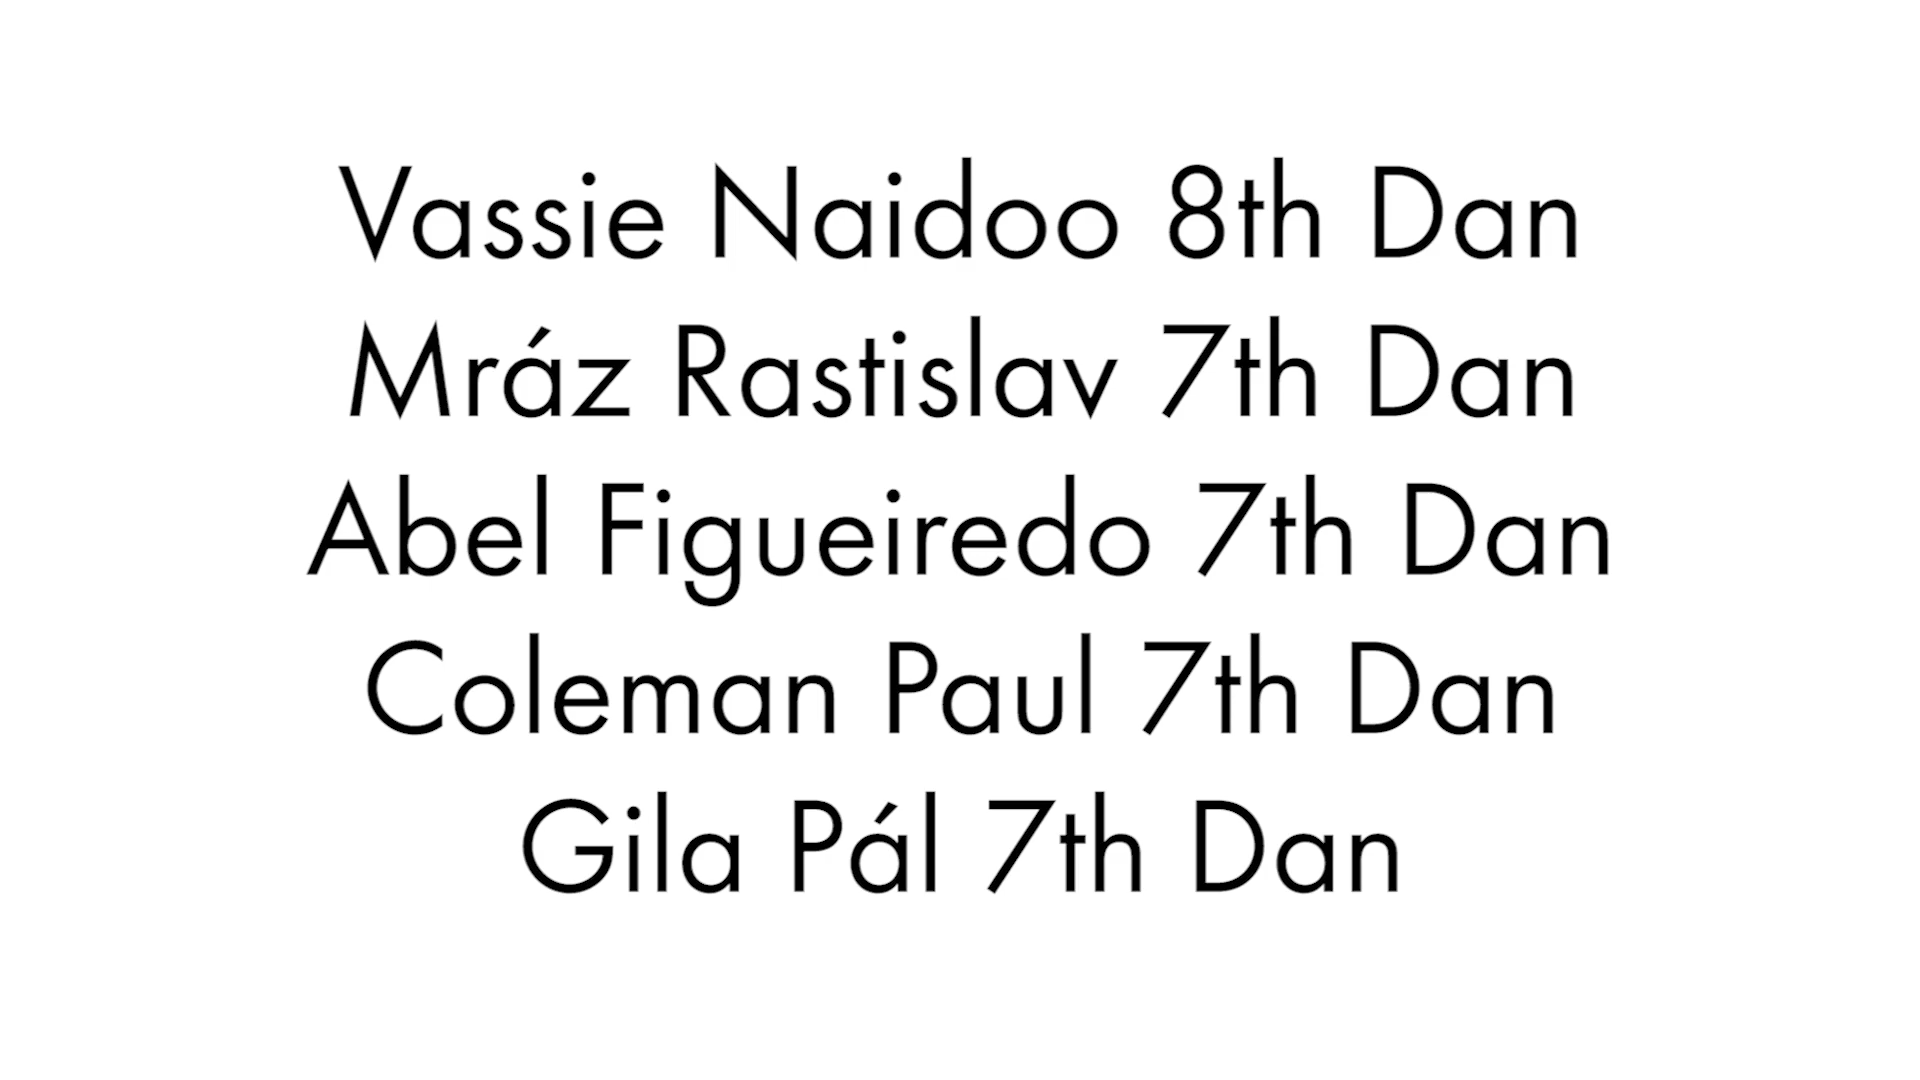 Vassie Naidoo 8th Dan
Mráz Rastislav 7th Dan
Abel Figueiredo 7th Dan
Coleman Paul 7th Dan
Gila Pál 7th Dan